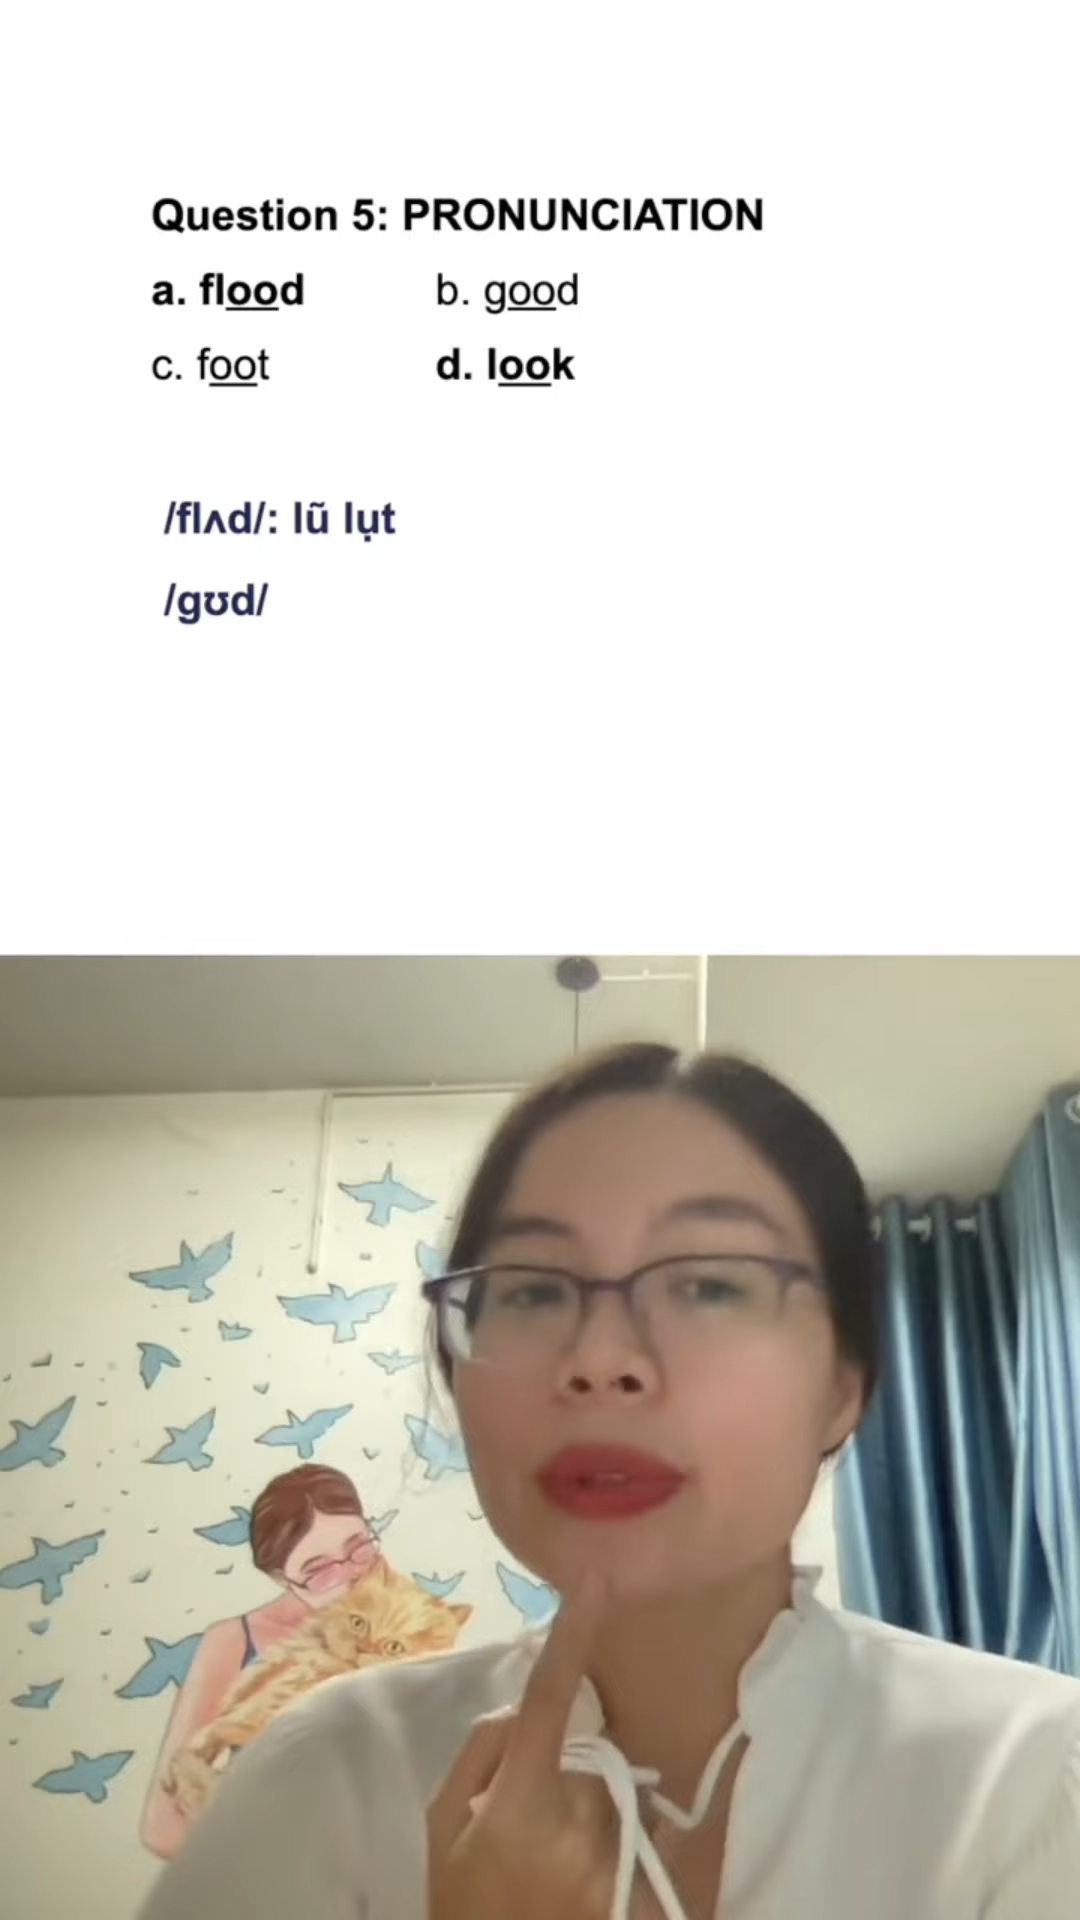 Question 5: PRONUNCIATION
a. flood b. good
c. foot d. look
/flʌd/: lũ lụt
/gʊd/